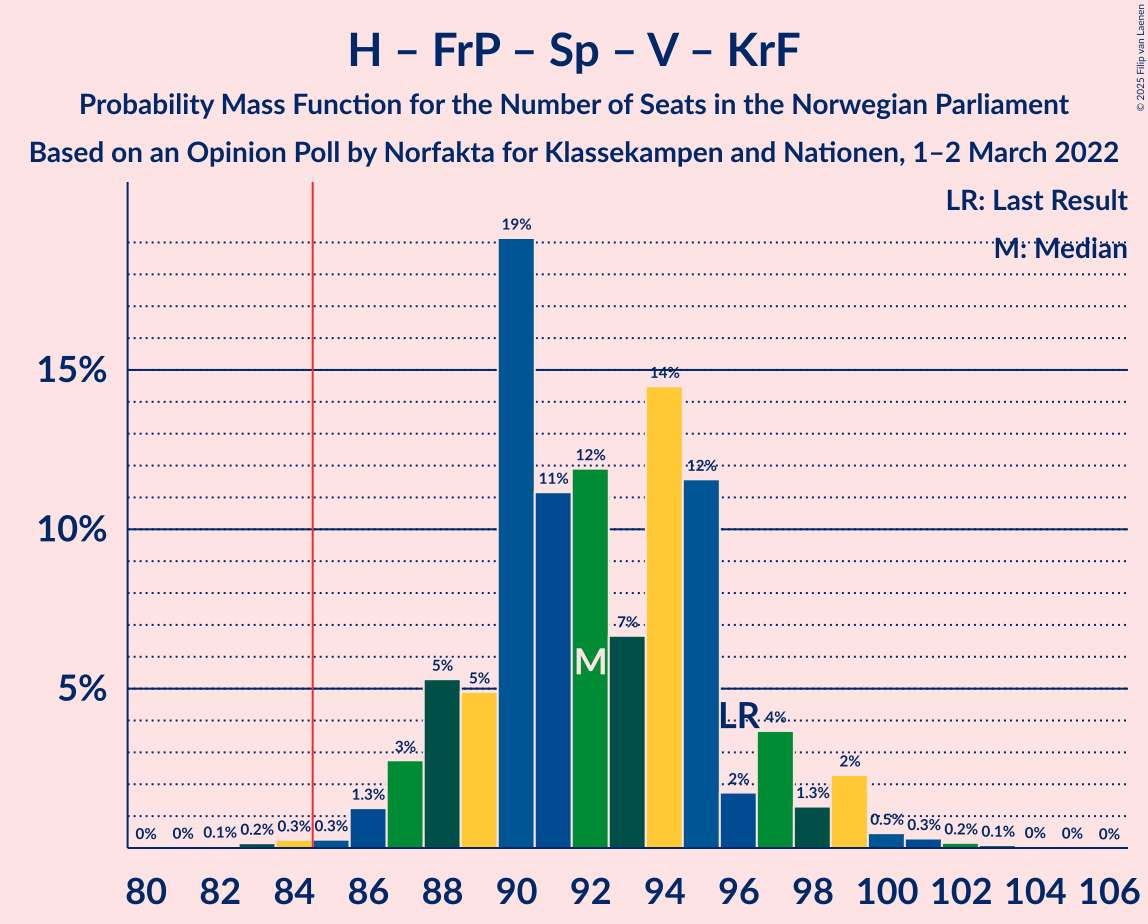 H – FrP – Sp – V – KrF
Probability Mass Function for the Number of Seats in the Norwegian Parliament
Based on an Opinion Poll by Norfakta for Klassekampen and Nationen, 1–2 March 2022
© 2025 Filip van Laenen
LR: Last Result
M: Median
15%
10%
5%
0% 0% 0.1% 0.2% 0.3% 0.3% 1.3% 3% 5% 5% 19% 11% 12% 7% 14% 12% 2% 4% 1.3% 2% 0.5% 0.3% 0.2% 0.1% 0% 0% 0%
M
LR
80 82 84 86 88 90 92 94 96 98 100 102 104 106